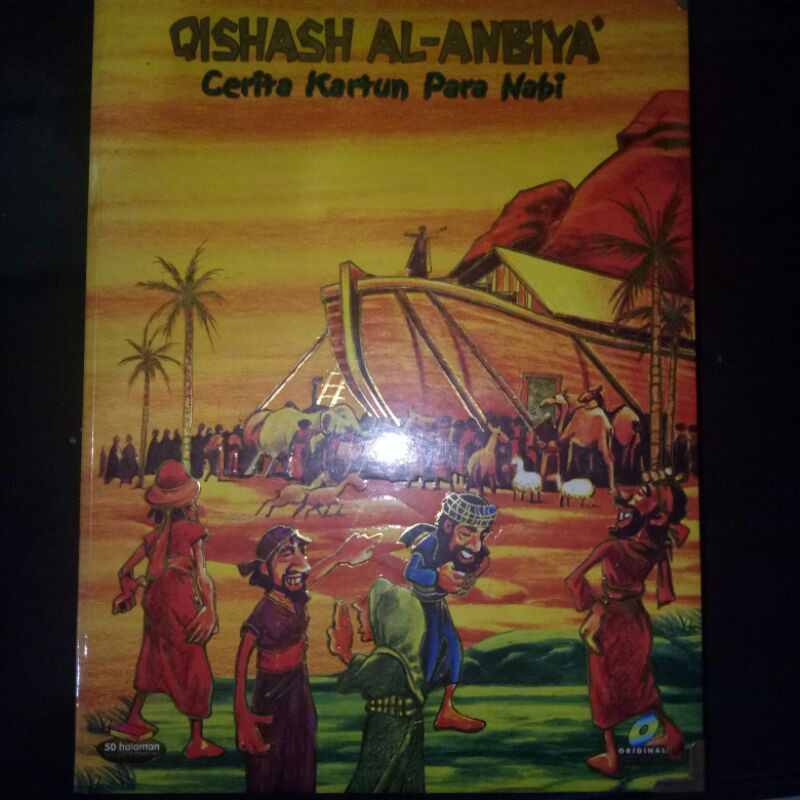 QISHASH AL-ANBIYA'
Cerita Kartun Para Nabi
50 halaman
ORIGINAL